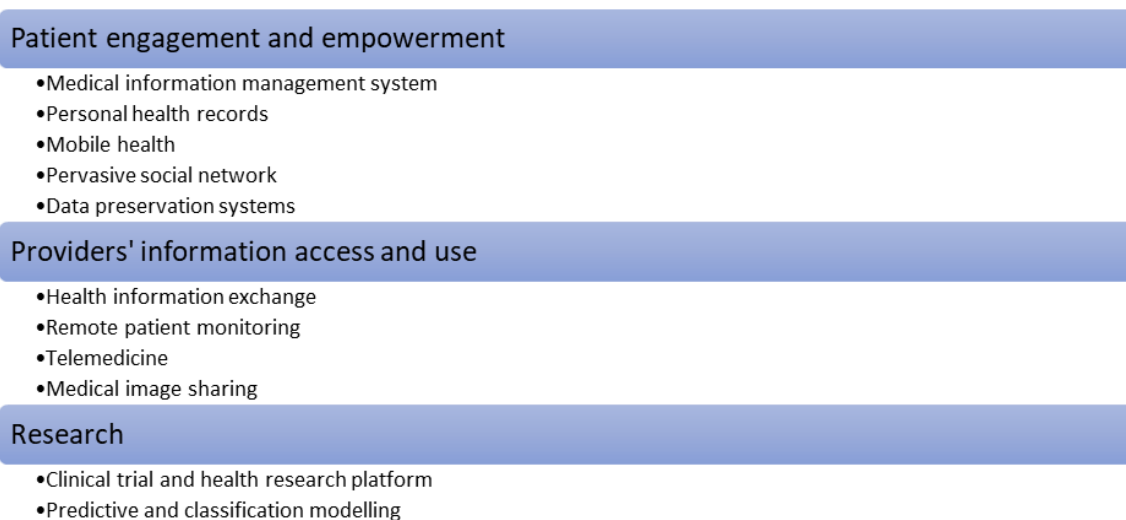 Patient engagement and empowerment
•Medical information management system
•Personal health records
•Mobile health
•Pervasive social network
•Data preservation systems
Providers' information access and use
•Health information exchange
•Remote patient monitoring
•Telemedicine
•Medical image sharing
Research
•Clinical trial and health research platform
•Predictive and classification modelling